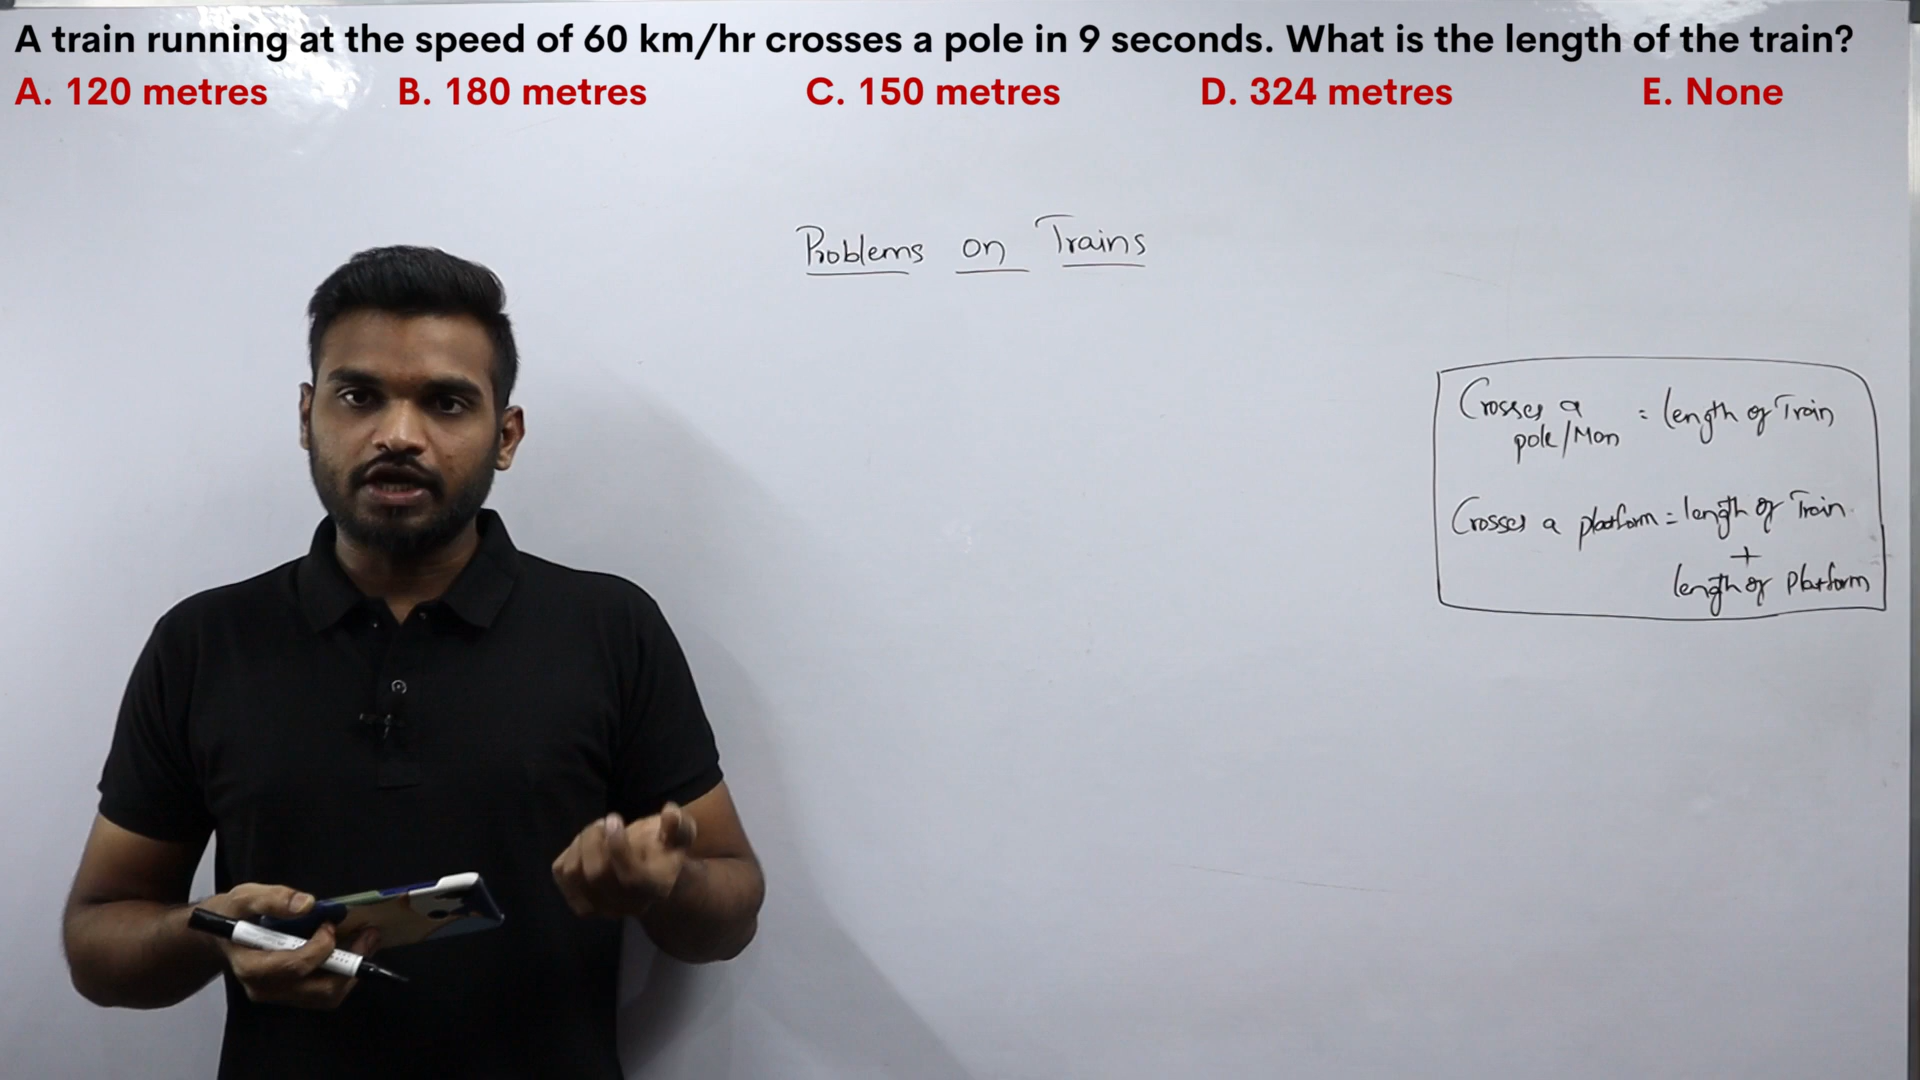 A train running at the speed of 60 km/hr crosses a pole in 9 seconds. What is the length of the train?
A. 120 metres B. 180 metres C. 150 metres D. 324 metres E. None
Problems on Trains
Crosses a = length of Train
pole/Man
Crosses a platform = length of Train
+
length of Platform